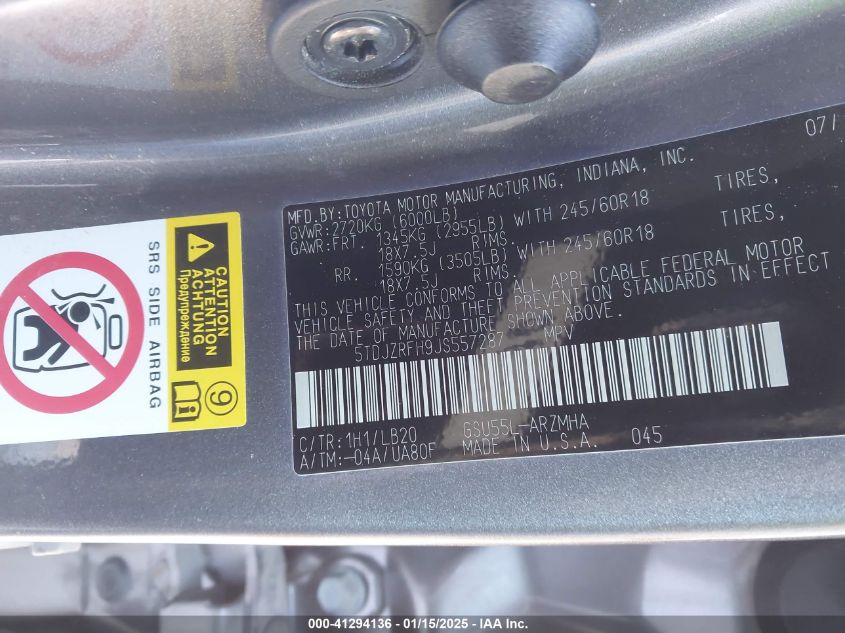 07/
MFD.BY:TOYOTA MOTOR MANUFACTURING, INDIANA, INC.
GVWR:2720KG (6000LB)
GAWR:FRT. 1345KG (2955LB) WITH 245/60R18 TIRES,
18X7.5J RIMS.
RR. 1590KG (3505LB) WITH 245/60R18 TIRES,
18X7.5J RIMS.
THIS VEHICLE CONFORMS TO ALL APPLICABLE FEDERAL MOTOR
VEHICLE SAFETY AND THEFT PREVENTION STANDARDS IN EFFECT
THE DATE OF MANUFACTURE SHOWN ABOVE.
5TDJZRFH9JS557287 MPV
C/TR:1H1/LB20 GSU55L-ARZMHA
A/TM:-04A/UA80F MADE IN U.S.A. 045
SRS SIDE AIRBAG
CAUTION
ATTENTION
ACHTUNG
Предупреждение
9
000-41294136 - 01/15/2025 - IAA Inc.